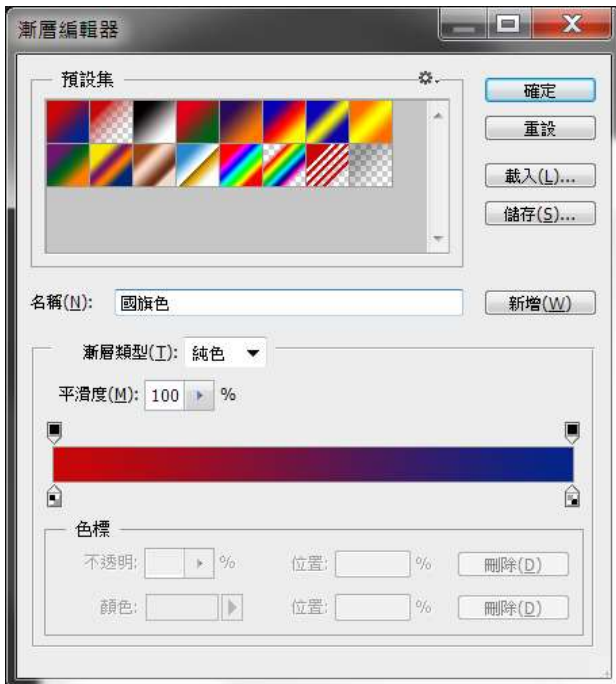 漸層編輯器
預設集
確定
重設
載入(L)...
儲存(S)...
名稱(N): 國旗色
新增(W)
漸層類型(T): 純色
平滑度(M): 100 %
色標
不透明: % 位置: % 刪除(D)
顏色: 位置: % 刪除(D)